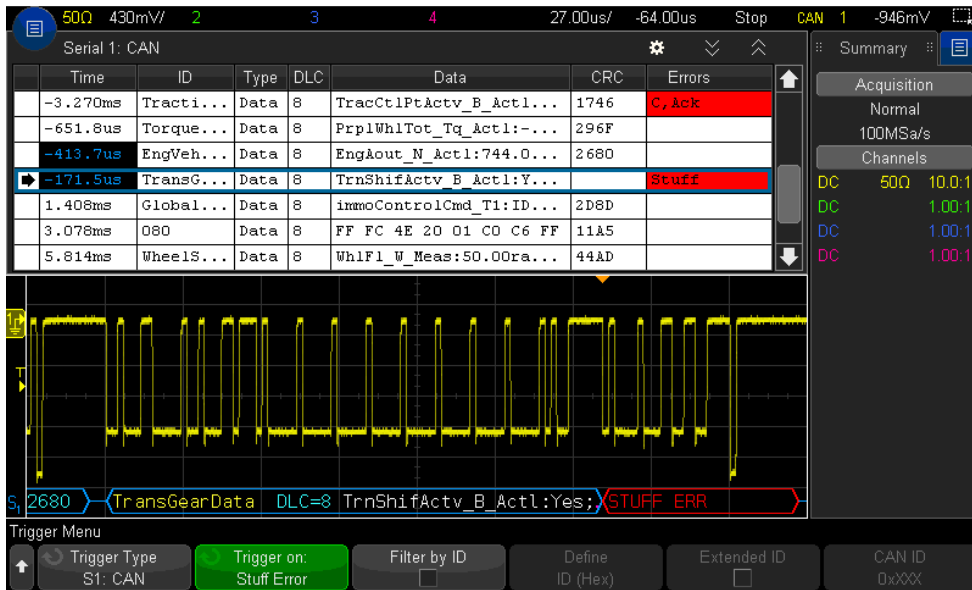 50Ω 430mV/ 2 3 4 27.00us/ -64.00us Stop CAN 1 -946mV
Serial 1: CAN
Summary
Time ID Type DLC Data CRC Errors
-3.270ms Tracti... Data 8 TracCtlPtActv_B_Actl... 1746 C,Ack
-651.8us Torque... Data 8 PrplWhlTot_Tq_Actl:-... 296F
-413.7us EngVeh... Data 8 EngAout_N_Actl:744.0... 2680
-171.5us TransG... Data 8 TrnShifActv_B_Actl:Y... Stuff
1.408ms Global... Data 8 immoControlCmd_T1:ID... 2D8D
3.078ms 080 Data 8 FF FC 4E 20 01 C0 C6 FF 11A5
5.814ms WheelS... Data 8 WhlFl_W_Meas:50.00ra... 44AD
Acquisition
Normal
100MSa/s
Channels
DC 50Ω 10.0:1
DC 1.00:1
DC 1.00:1
DC 1.00:1
1
T
S1 2680 TransGearData DLC=8 TrnShifActv_B_Actl:Yes; STUFF ERR
Trigger Menu
Trigger Type
S1: CAN
Trigger on:
Stuff Error
Filter by ID
Define
ID (Hex)
Extended ID
CAN ID
0xXXX